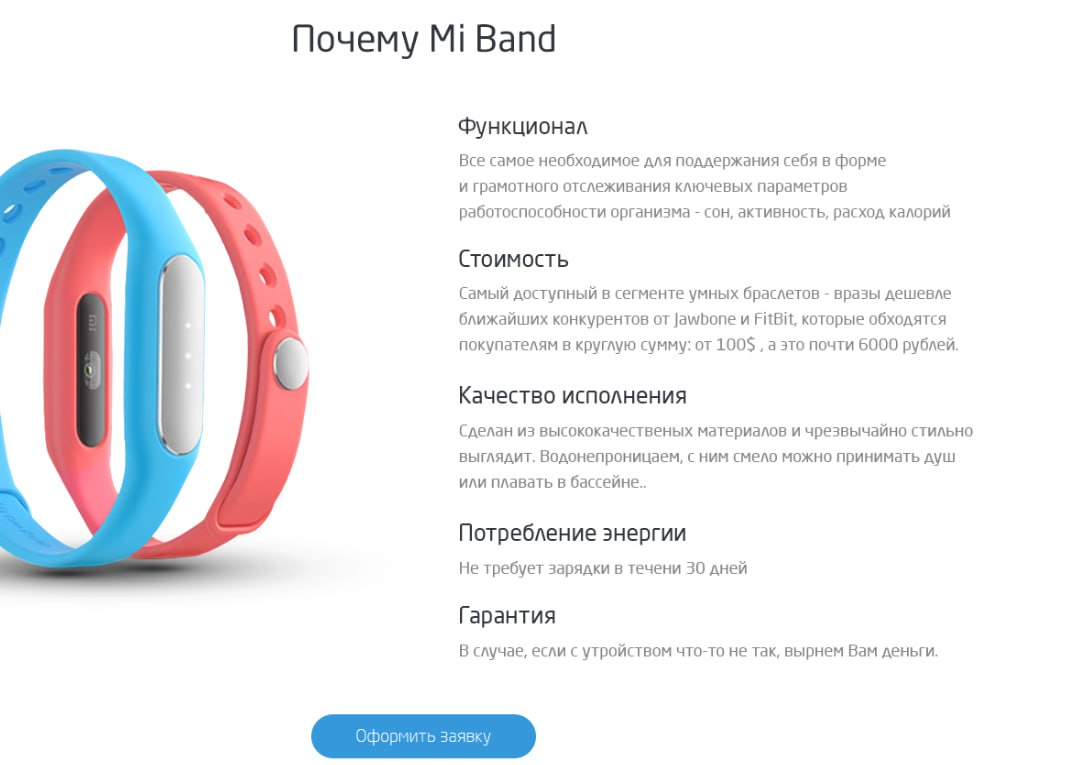 Почему Mi Band
Функционал
Все самое необходимое для поддержания себя в форме
и грамотного отслеживания ключевых параметров
работоспособности организма - сон, активность, расход калорий
Стоимость
Самый доступный в сегменте умных браслетов - вразы дешевле
ближайших конкурентов от Jawbone и FitBit, которые обходятся
покупателям в круглую сумму: от 100$ , а это почти 6000 рублей.
Качество исполнения
Сделан из высококачественых материалов и чрезвычайно стильно
выглядит. Водонепроницаем, с ним смело можно принимать душ
или плавать в бассейне..
Потребление энергии
Не требует зарядки в течени 30 дней
Гарантия
В случае, если с утройством что-то не так, вырнем Вам деньги.
Оформить заявку